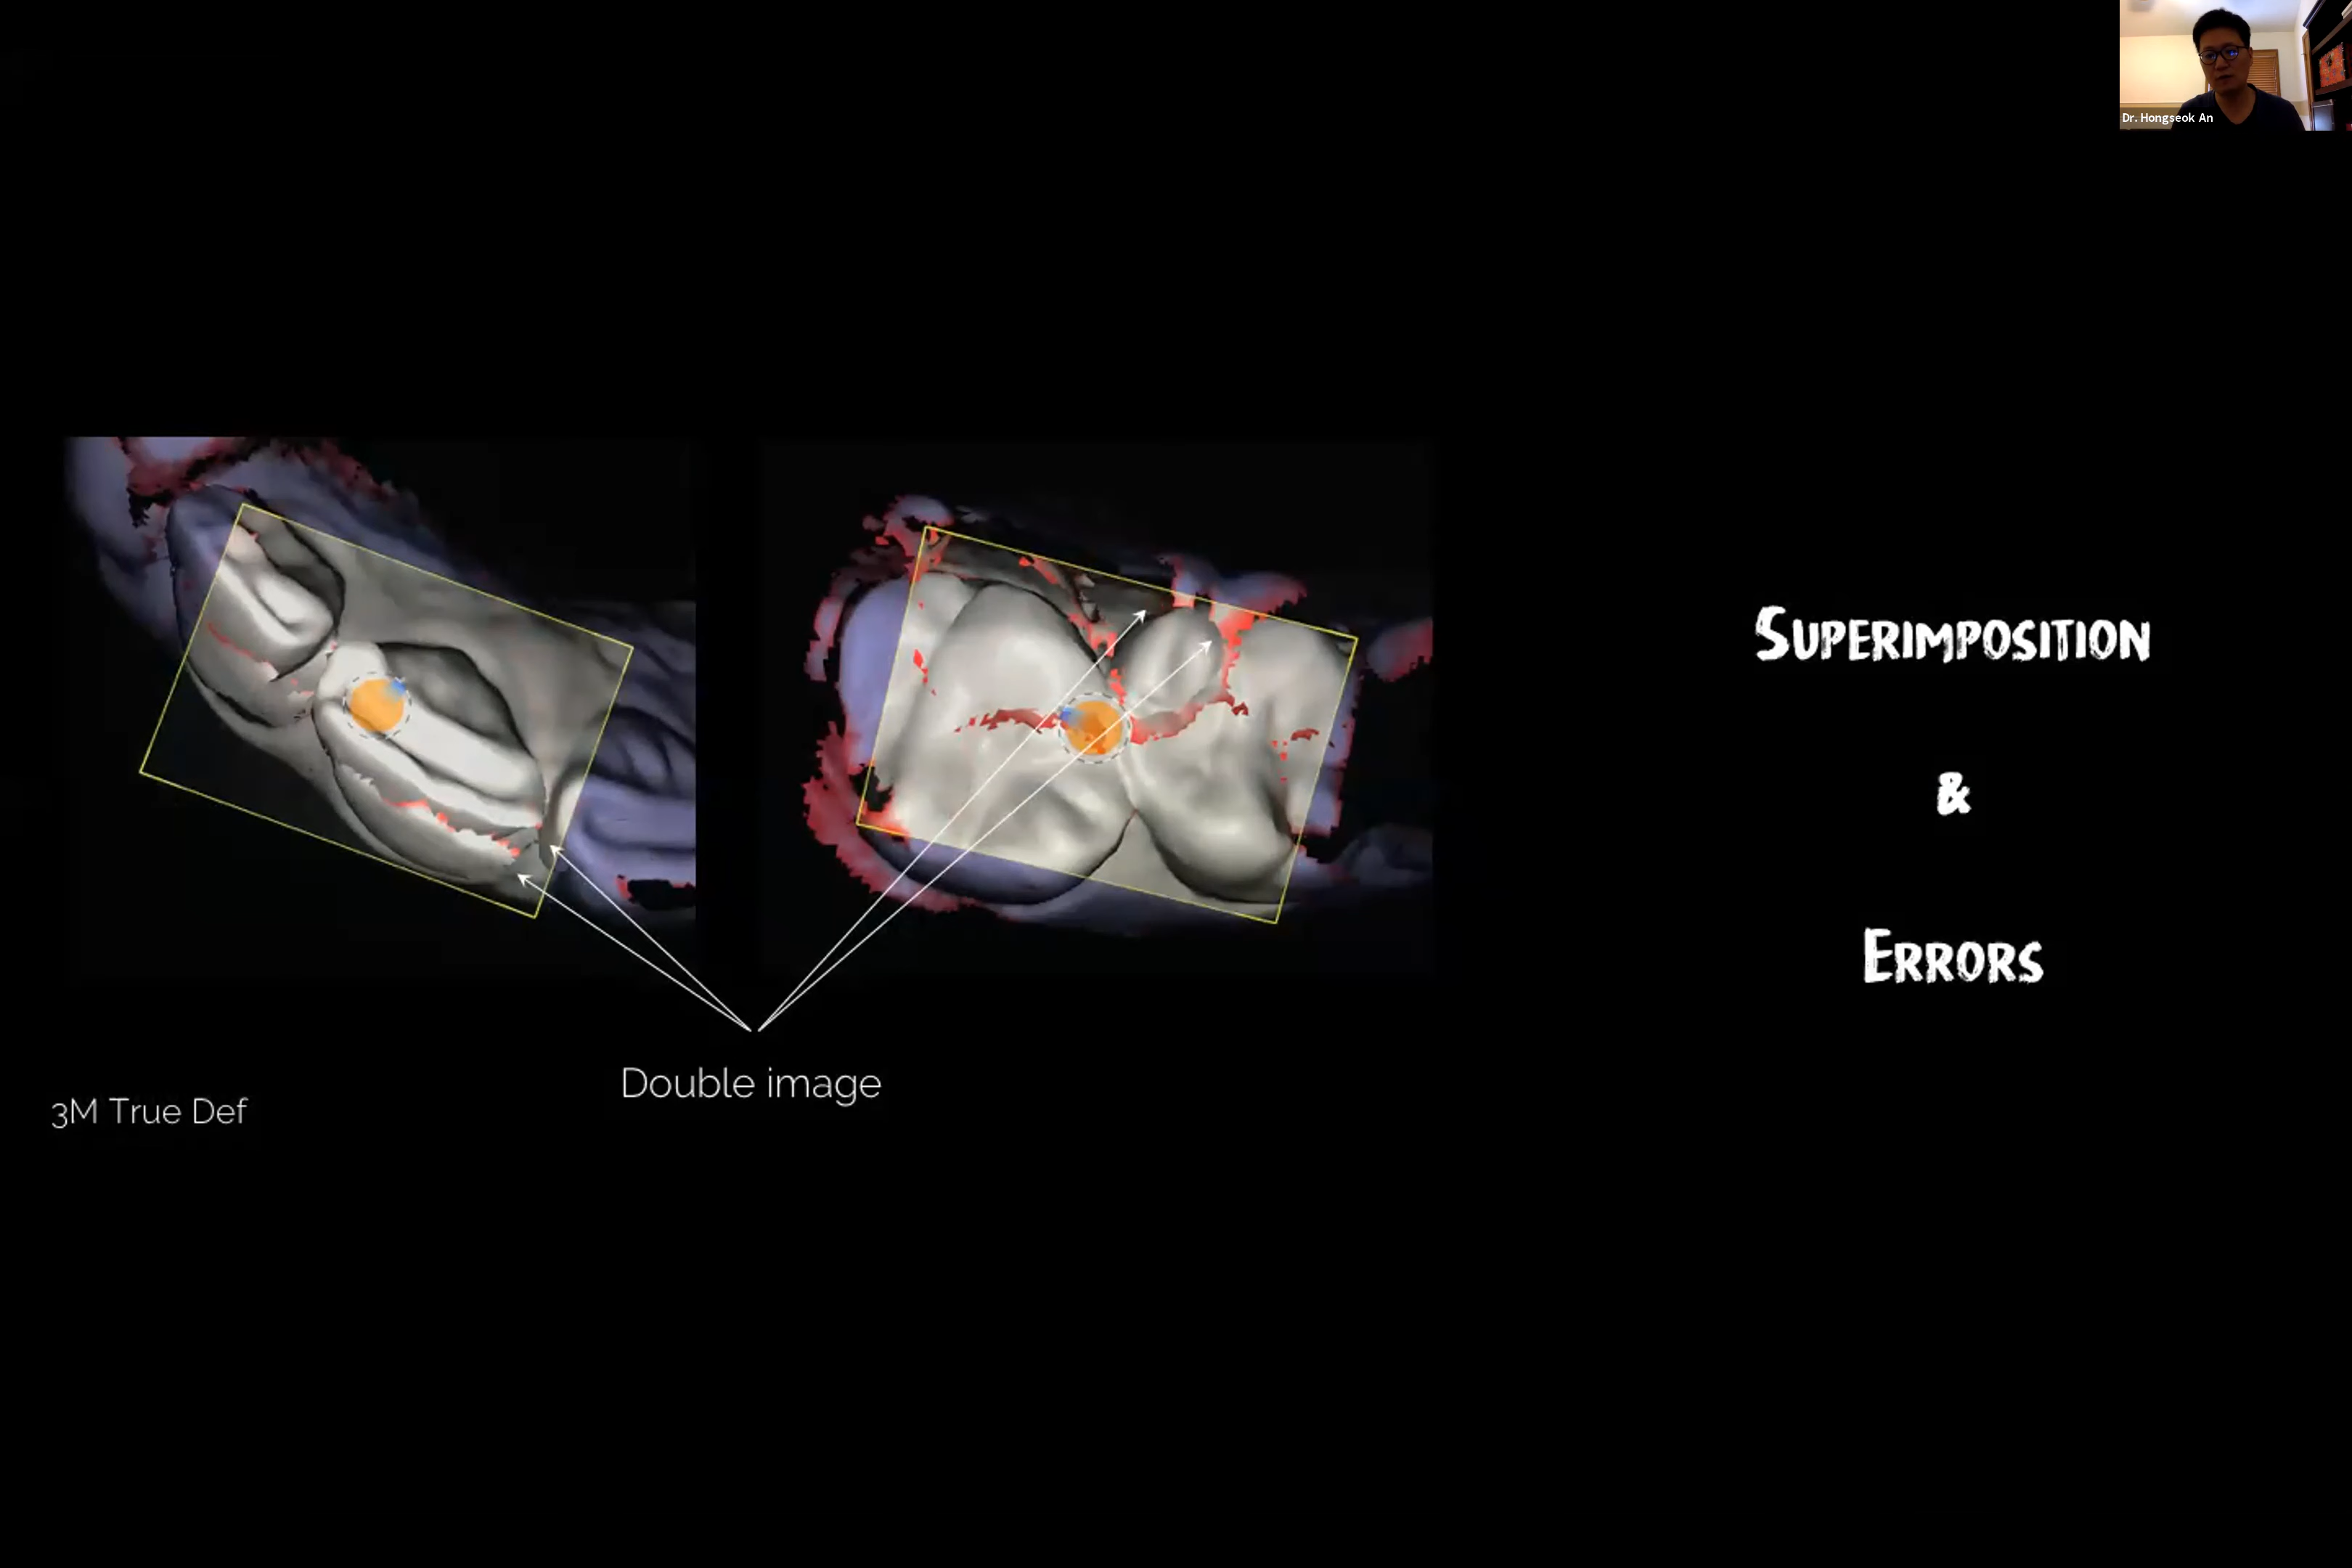 Dr. Hongseok An
Superimposition
&
Errors
Double image
3M True Def